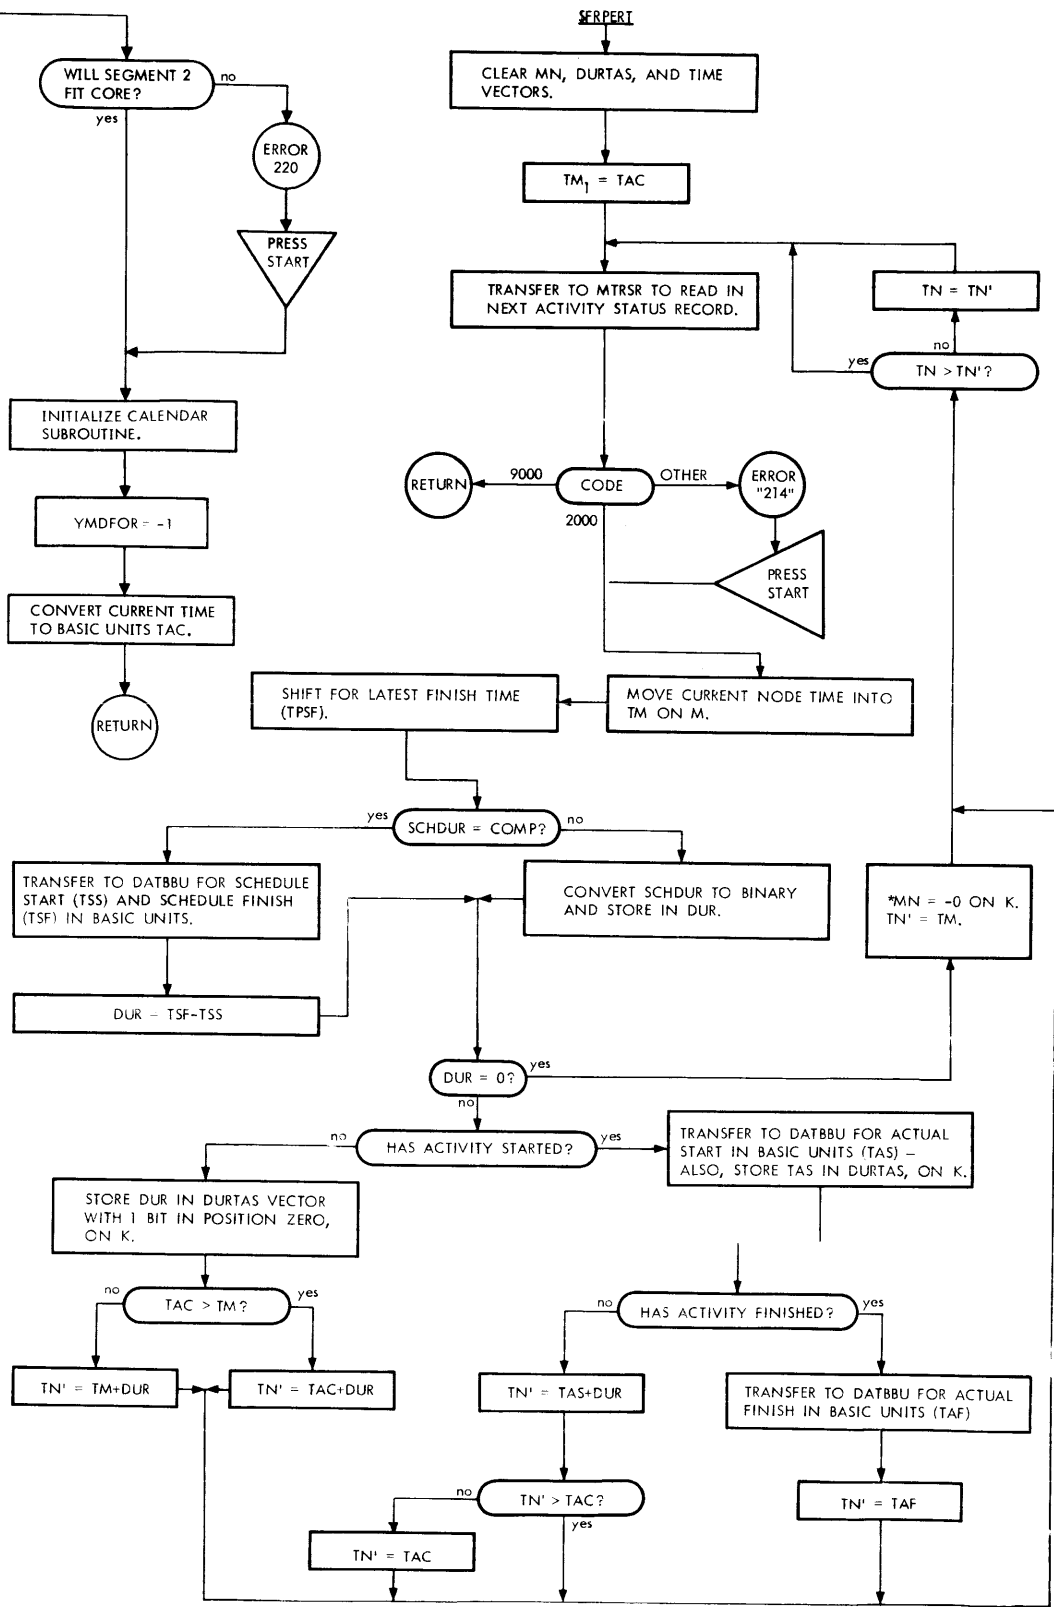 WILL SEGMENT 2
FIT CORE?
no
yes
ERROR
220
PRESS
START
INITIALIZE CALENDAR
SUBROUTINE.
YMDFOR = -1
CONVERT CURRENT TIME
TO BASIC UNITS TAC.
RETURN
SFRPERT
CLEAR MN, DURTAS, AND TIME
VECTORS.
TM1 = TAC
TRANSFER TO MTRSR TO READ IN
NEXT ACTIVITY STATUS RECORD.
TN = TN'
no
yes
TN > TN'?
RETURN
9000
CODE
OTHER
ERROR
"214"
2000
PRESS
START
MOVE CURRENT NODE TIME INTO
TM ON M.
SHIFT FOR LATEST FINISH TIME
(TPSF).
yes
SCHDUR = COMP?
no
TRANSFER TO DATBBU FOR SCHEDULE
START (TSS) AND SCHEDULE FINISH
(TSF) IN BASIC UNITS.
CONVERT SCHDUR TO BINARY
AND STORE IN DUR.
*MN = -0 ON K.
TN' = TM.
DUR = TSF-TSS
DUR = 0?
yes
no
no
HAS ACTIVITY STARTED?
yes
TRANSFER TO DATBBU FOR ACTUAL
START IN BASIC UNITS (TAS) –
ALSO, STORE TAS IN DURTAS, ON K.
STORE DUR IN DURTAS VECTOR
WITH 1 BIT IN POSITION ZERO,
ON K.
no
TAC > TM?
yes
no
HAS ACTIVITY FINISHED?
yes
TN' = TM+DUR
TN' = TAC+DUR
TN' = TAS+DUR
TRANSFER TO DATBBU FOR ACTUAL
FINISH IN BASIC UNITS (TAF)
no
TN' > TAC?
yes
TN' = TAF
TN' = TAC